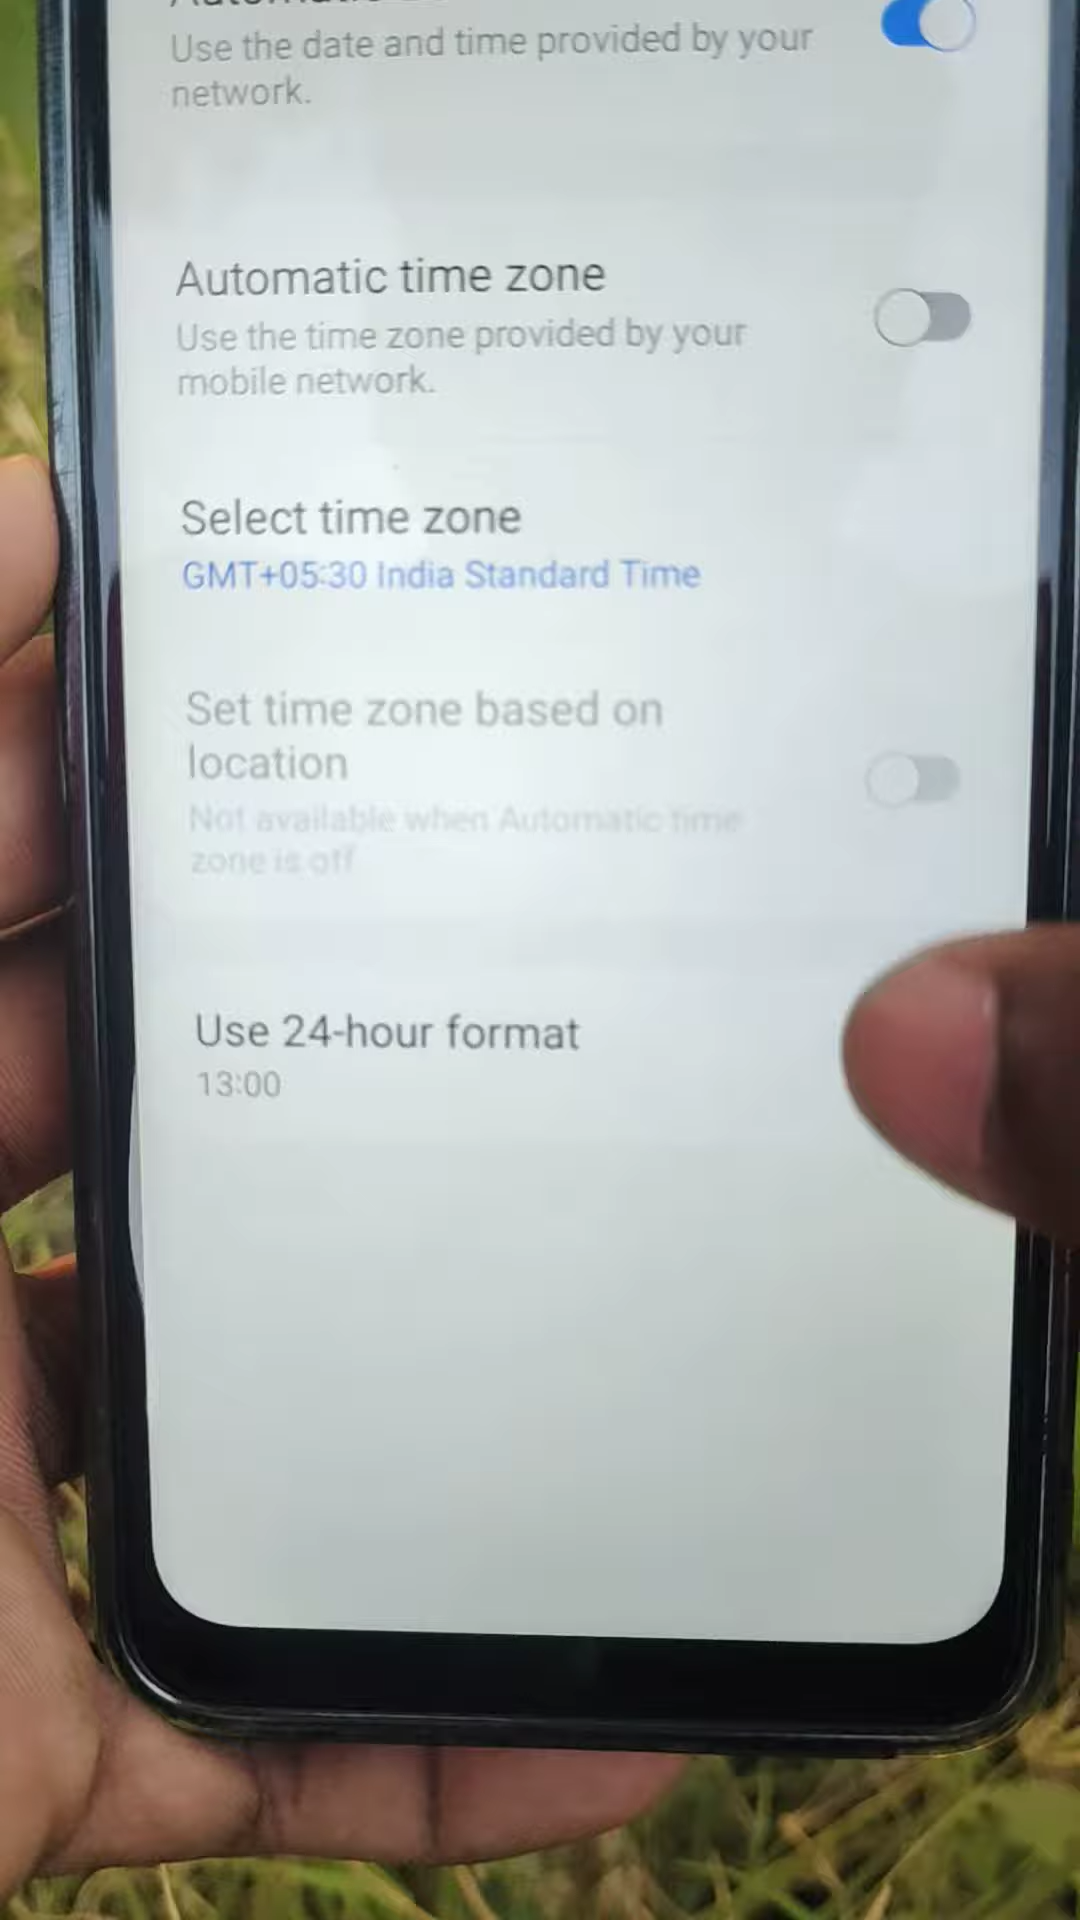 Use the date and time provided by your
network.
Automatic time zone
Use the time zone provided by your
mobile network.
Select time zone
GMT+05:30 India Standard Time
Set time zone based on
location
Not available when Automatic time
zone is off
Use 24-hour format
13:00